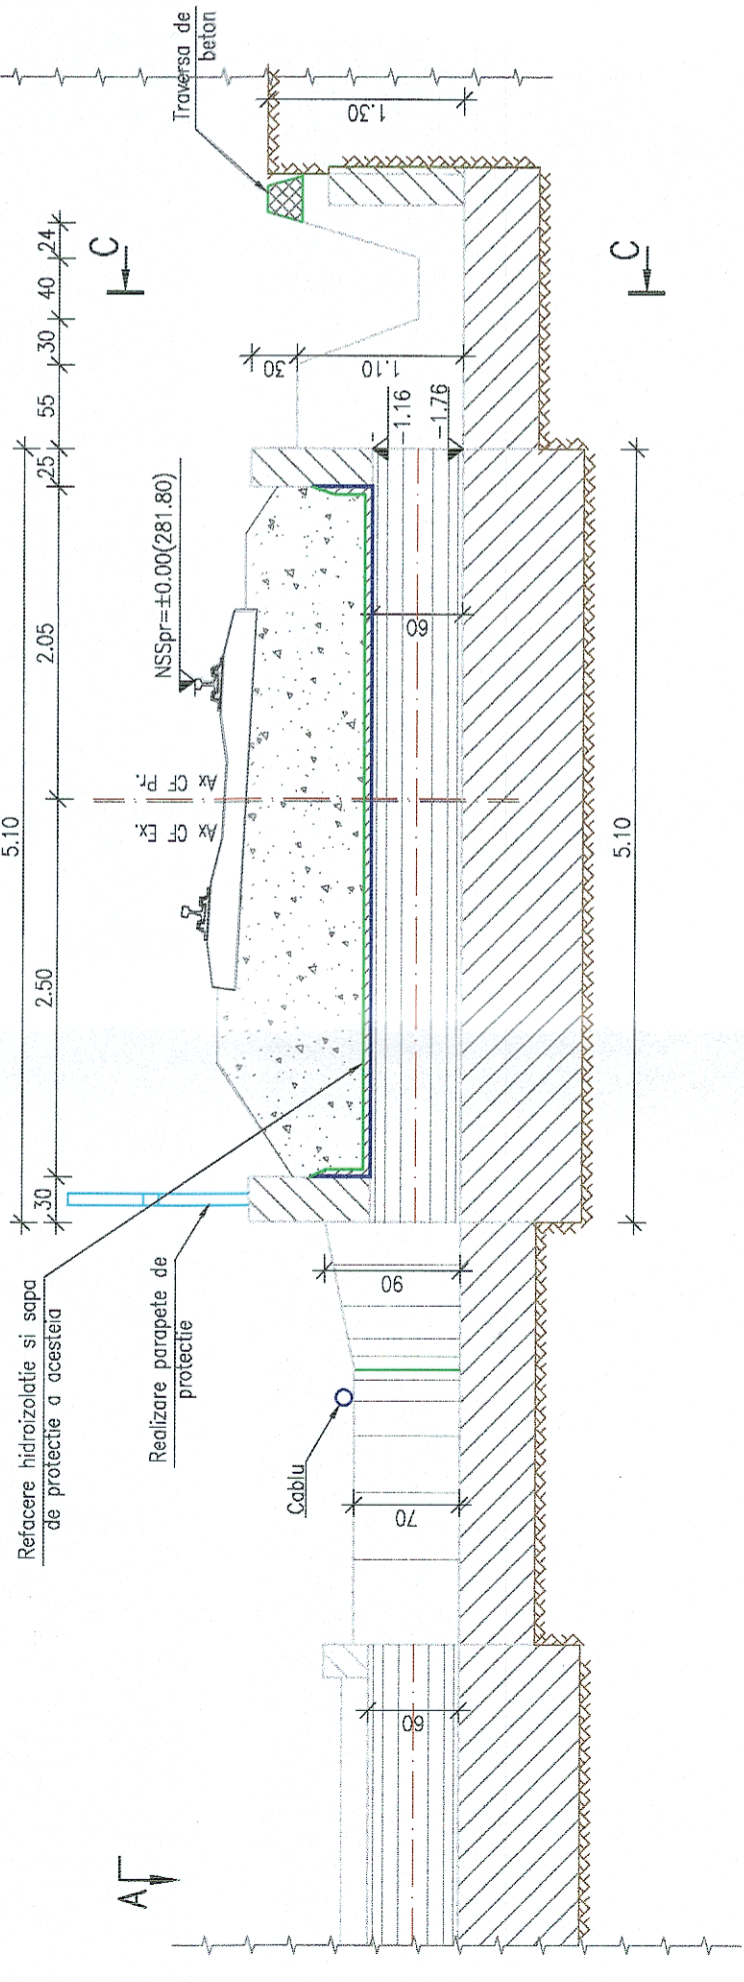 Refacere hidroizolatie si sapa
de protectie a acesteia
Realizare parapete de
protectie
Cablu
Traversa de
beton
NSSpr=±0.00(281.80)
Ax CF Ex.
Ax CF Pr.
5.10
30
2.50
2.05
25
55
30
40
24
30
1.10
1.30
-1.16
-1.76
60
90
70
60
5.10
A
C
C